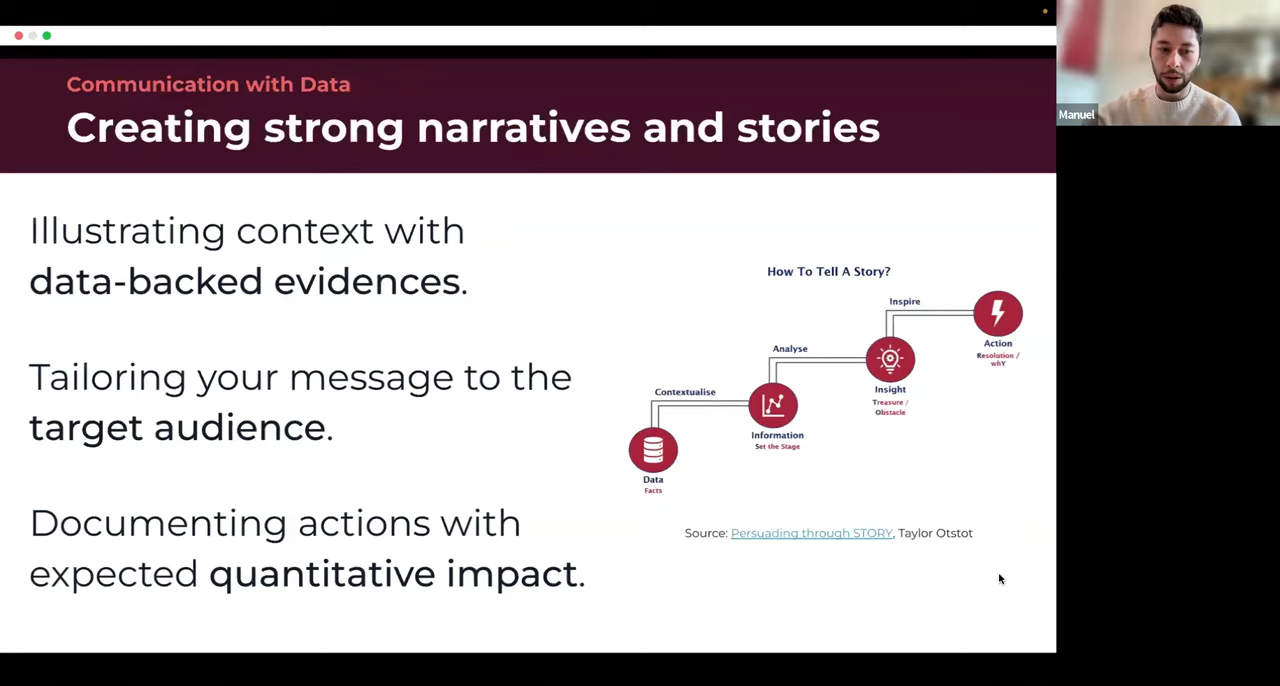 Communication with Data
Creating strong narratives and stories
Manuel
Illustrating context with
data-backed evidences.
Tailoring your message to the
target audience.
Documenting actions with
expected quantitative impact.
How To Tell A Story?
Inspire
Action
Resolution /
whY
Analyse
Insight
Treasure /
Obstacle
Contextualise
Information
Set the Stage
Data
Facts
Source: Persuading through STORY, Taylor Otstot